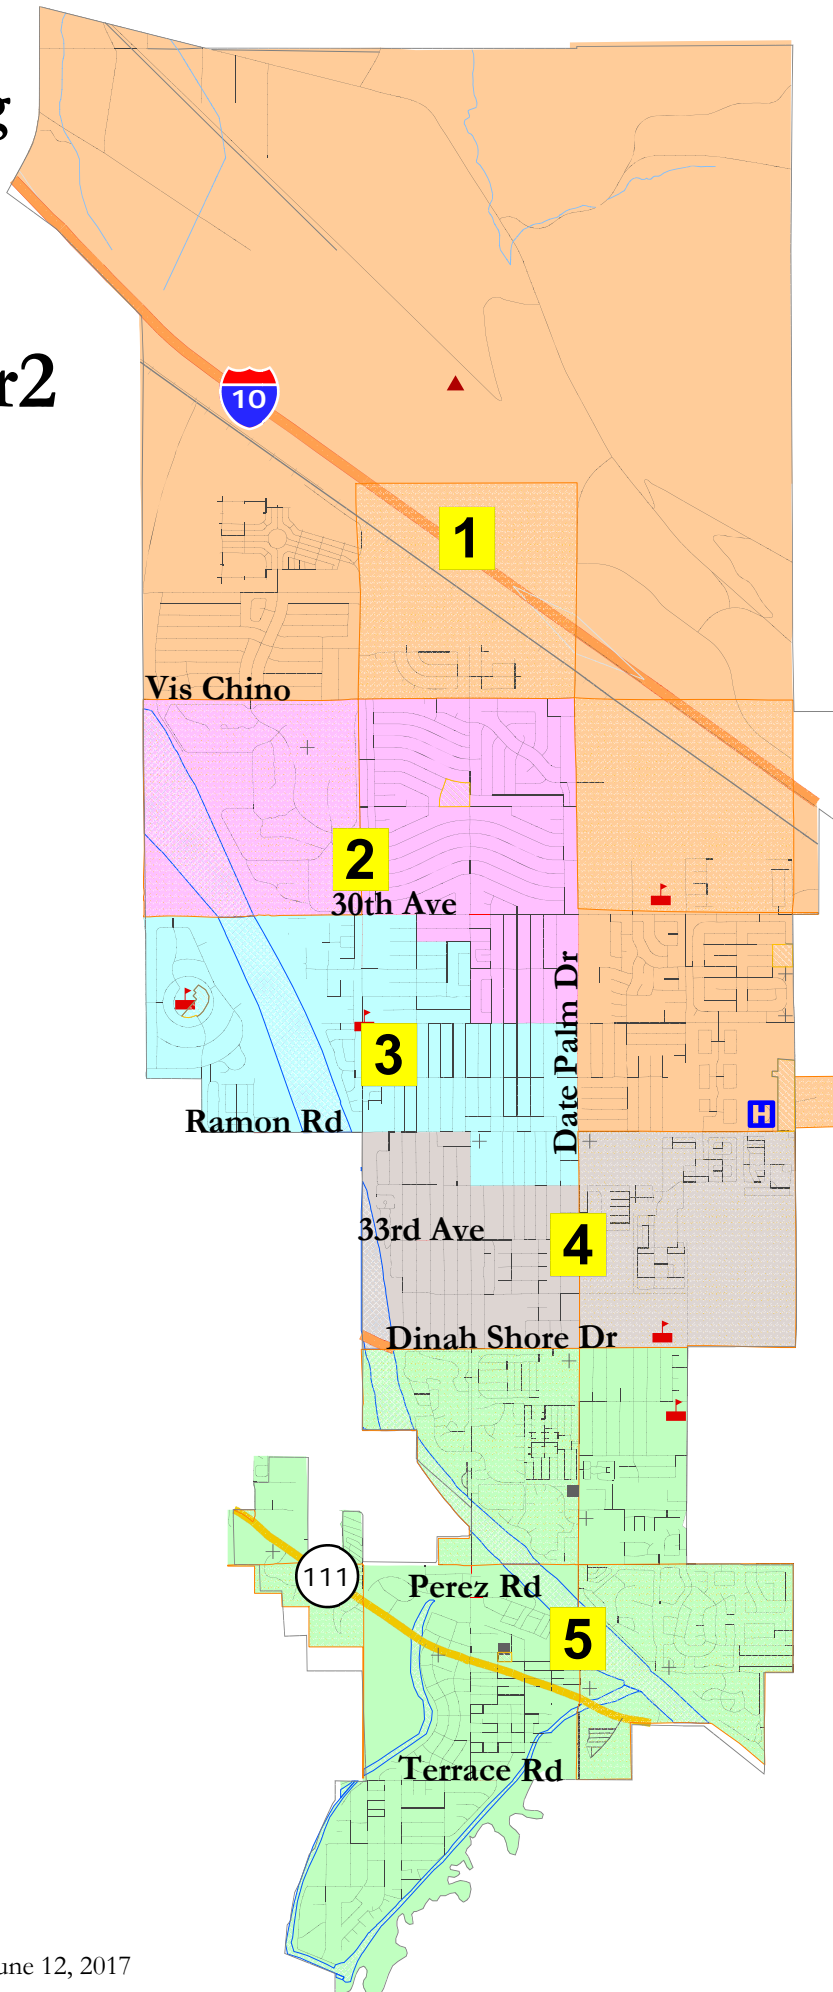 g
r2
10
1
Vis Chino
2
30th Ave
Date Palm Dr
3
H
Ramon Rd
33rd Ave
4
Dinah Shore Dr
111
Perez Rd
5
Terrace Rd
une 12, 2017